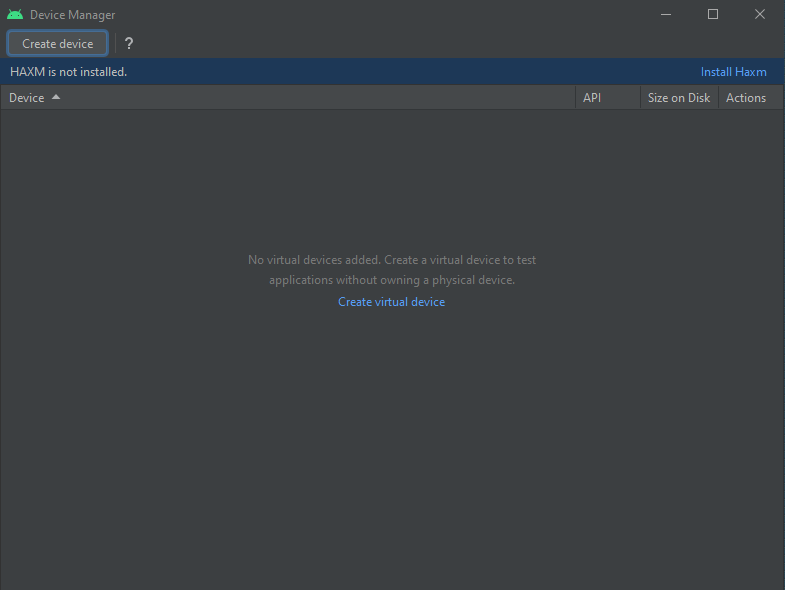 Device Manager
Create device ?
HAXM is not installed. Install Haxm
Device API Size on Disk Actions
No virtual devices added. Create a virtual device to test
applications without owning a physical device.
Create virtual device